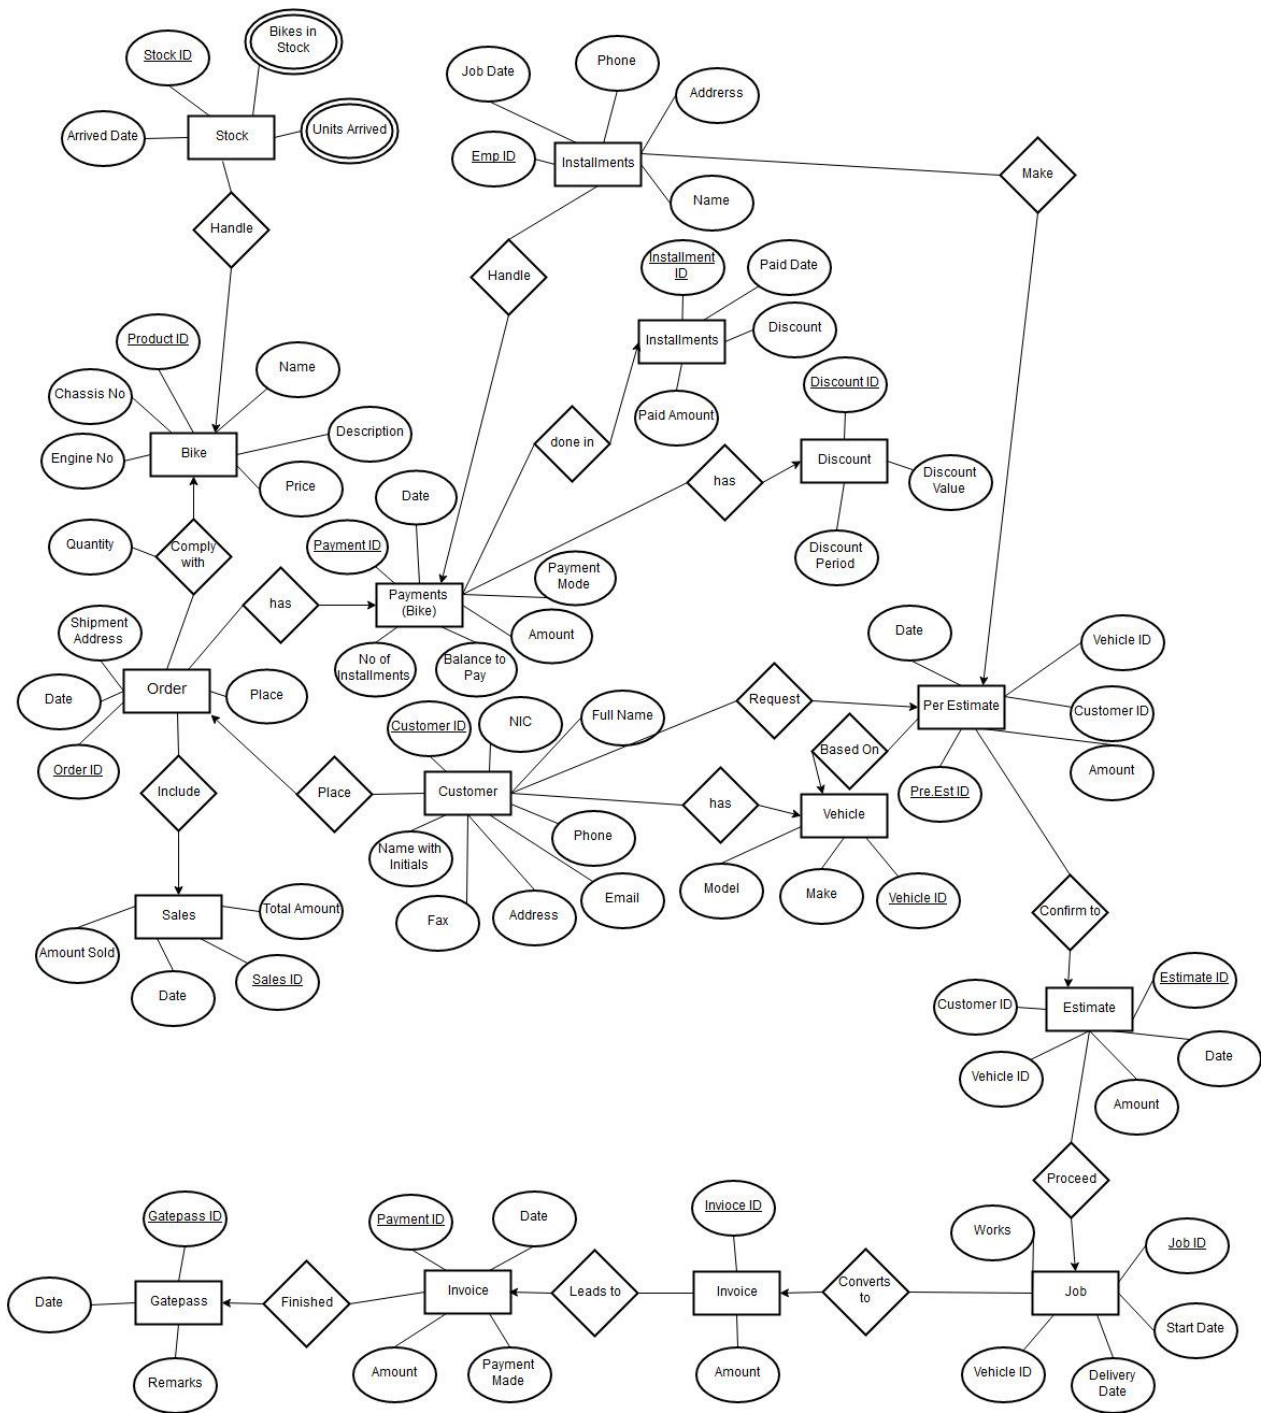 Bikes in
Stock
Stock ID
Arrived Date
Stock
Units Arrived
Handle
Job Date
Phone
Addrerss
Emp ID
Installments
Name
Make
Handle
Installment
ID
Paid Date
Installments
Discount
Paid Amount
done in
Product ID
Name
Chassis No
Description
Engine No
Bike
Price
Discount ID
Discount
Discount
Value
Discount
Period
has
Quantity
Comply
with
Date
Payment ID
Payments
(Bike)
Payment
Mode
Amount
No of
Installments
Balance to
Pay
has
Shipment
Address
Date
Order
Place
Order ID
Include
Place
Customer ID
NIC
Full Name
Customer
Phone
Name with
Initials
Fax
Address
Email
Request
Based On
has
Vehicle
Model
Make
Vehicle ID
Date
Vehicle ID
Per Estimate
Customer ID
Amount
Pre.Est ID
Sales
Total Amount
Amount Sold
Date
Sales ID
Confirm to
Estimate ID
Customer ID
Estimate
Vehicle ID
Amount
Date
Proceed
Works
Job ID
Job
Start Date
Vehicle ID
Delivery
Date
Converts
to
Invioce ID
Invoice
Amount
Leads to
Payment ID
Date
Invoice
Amount
Payment
Made
Finished
Gatepass ID
Date
Gatepass
Remarks